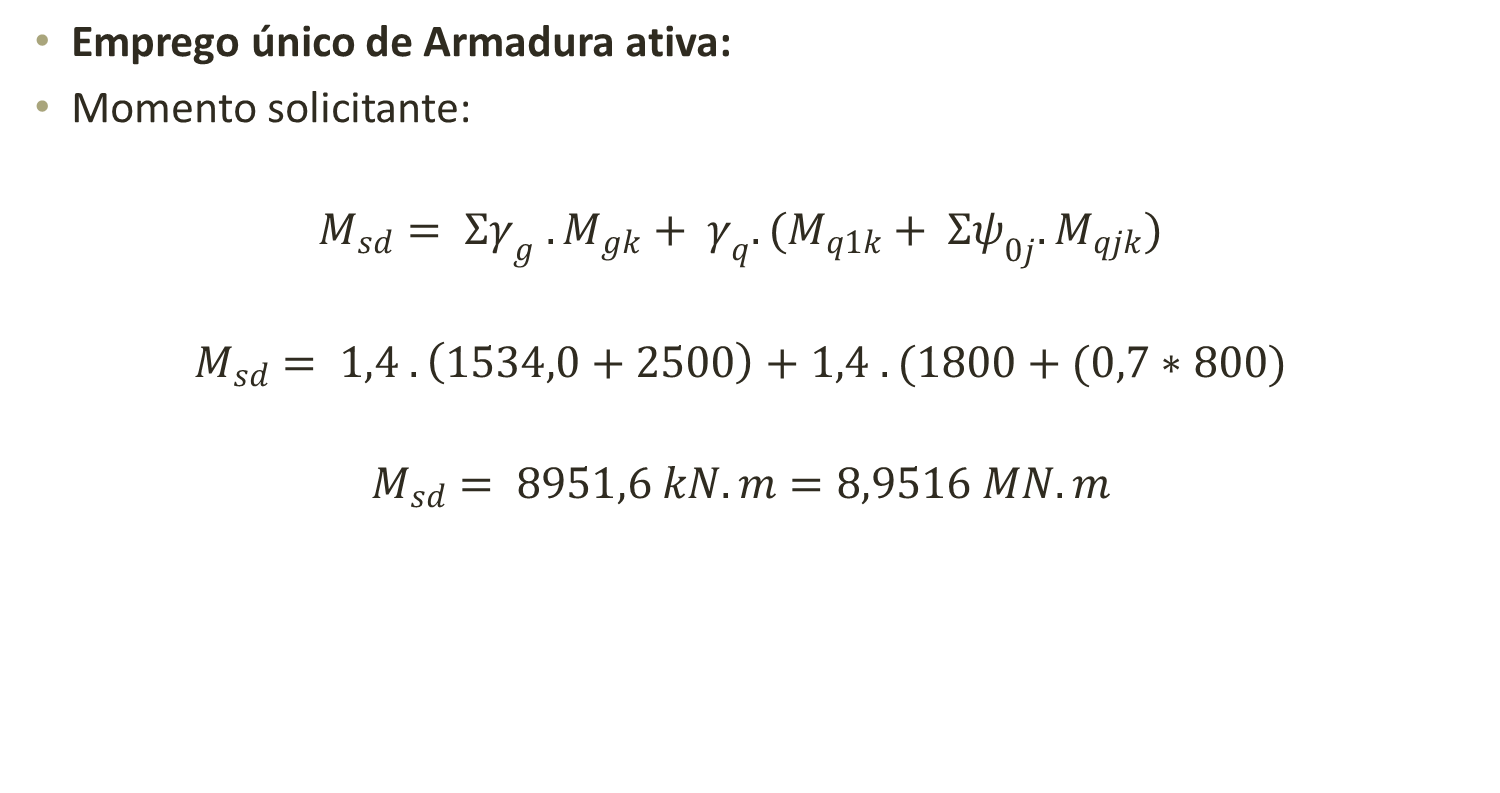 • Emprego único de Armadura ativa:
• Momento solicitante:
M_sd = Σγ_g . M_gk + γ_q. (M_q1k + Σψ_0j. M_qjk)
M_sd = 1,4 . (1534,0 + 2500) + 1,4 . (1800 + (0,7 * 800)
M_sd = 8951,6 kN. m = 8,9516 MN. m